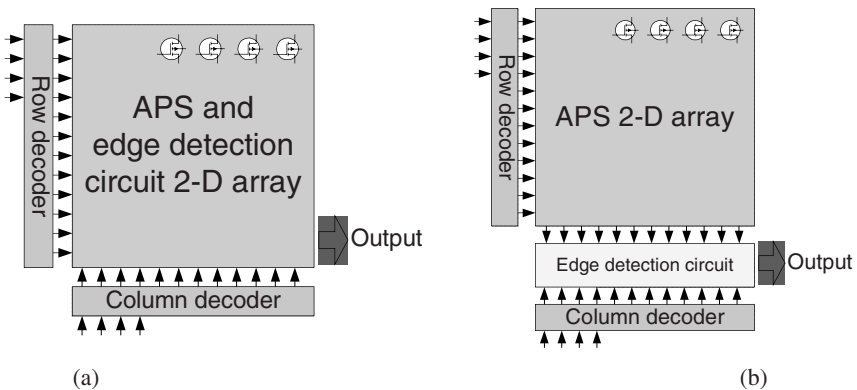 Row decoder
APS and
edge detection
circuit 2-D array
Output
Column decoder
(a)
Row decoder
APS 2-D array
Edge detection circuit
Output
Column decoder
(b)